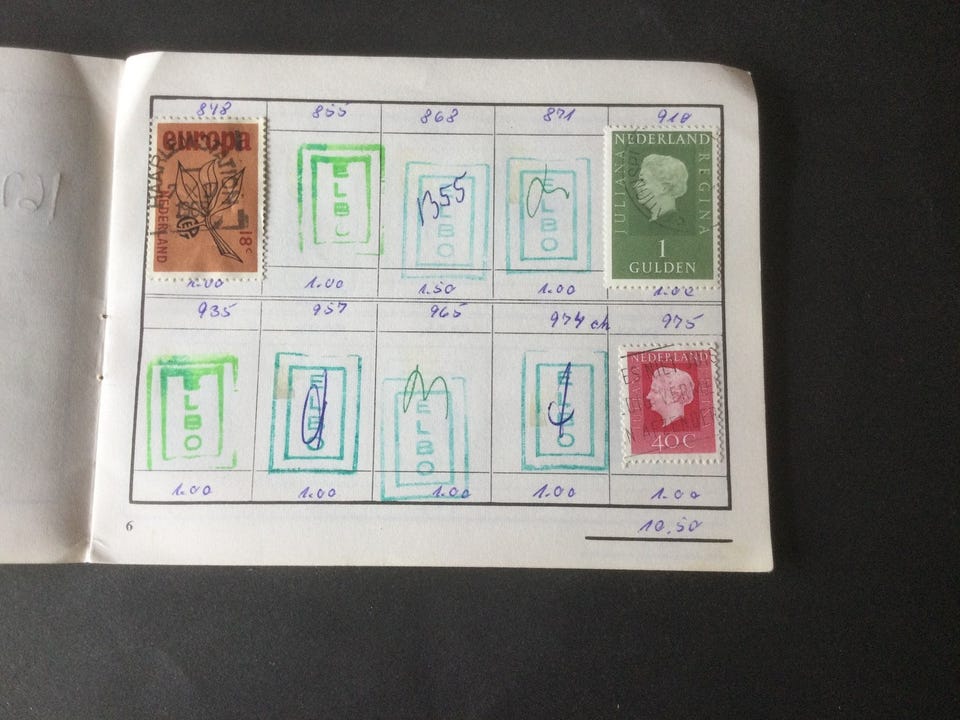 848 855 868 871 918
europa
NEDERLAND
18c
ELBO
ELBO
1355
ELBO
NEDERLAND
JULIANA REGINA
1
GULDEN
1.00 1.00 1.50 1.00 1.00
935 957 965 974 ch 975
ELBO
ELBO
ELBO
ELBO
NEDERLAND
40C
1.00 1.00 1.00 1.00 1.00
6
10,50